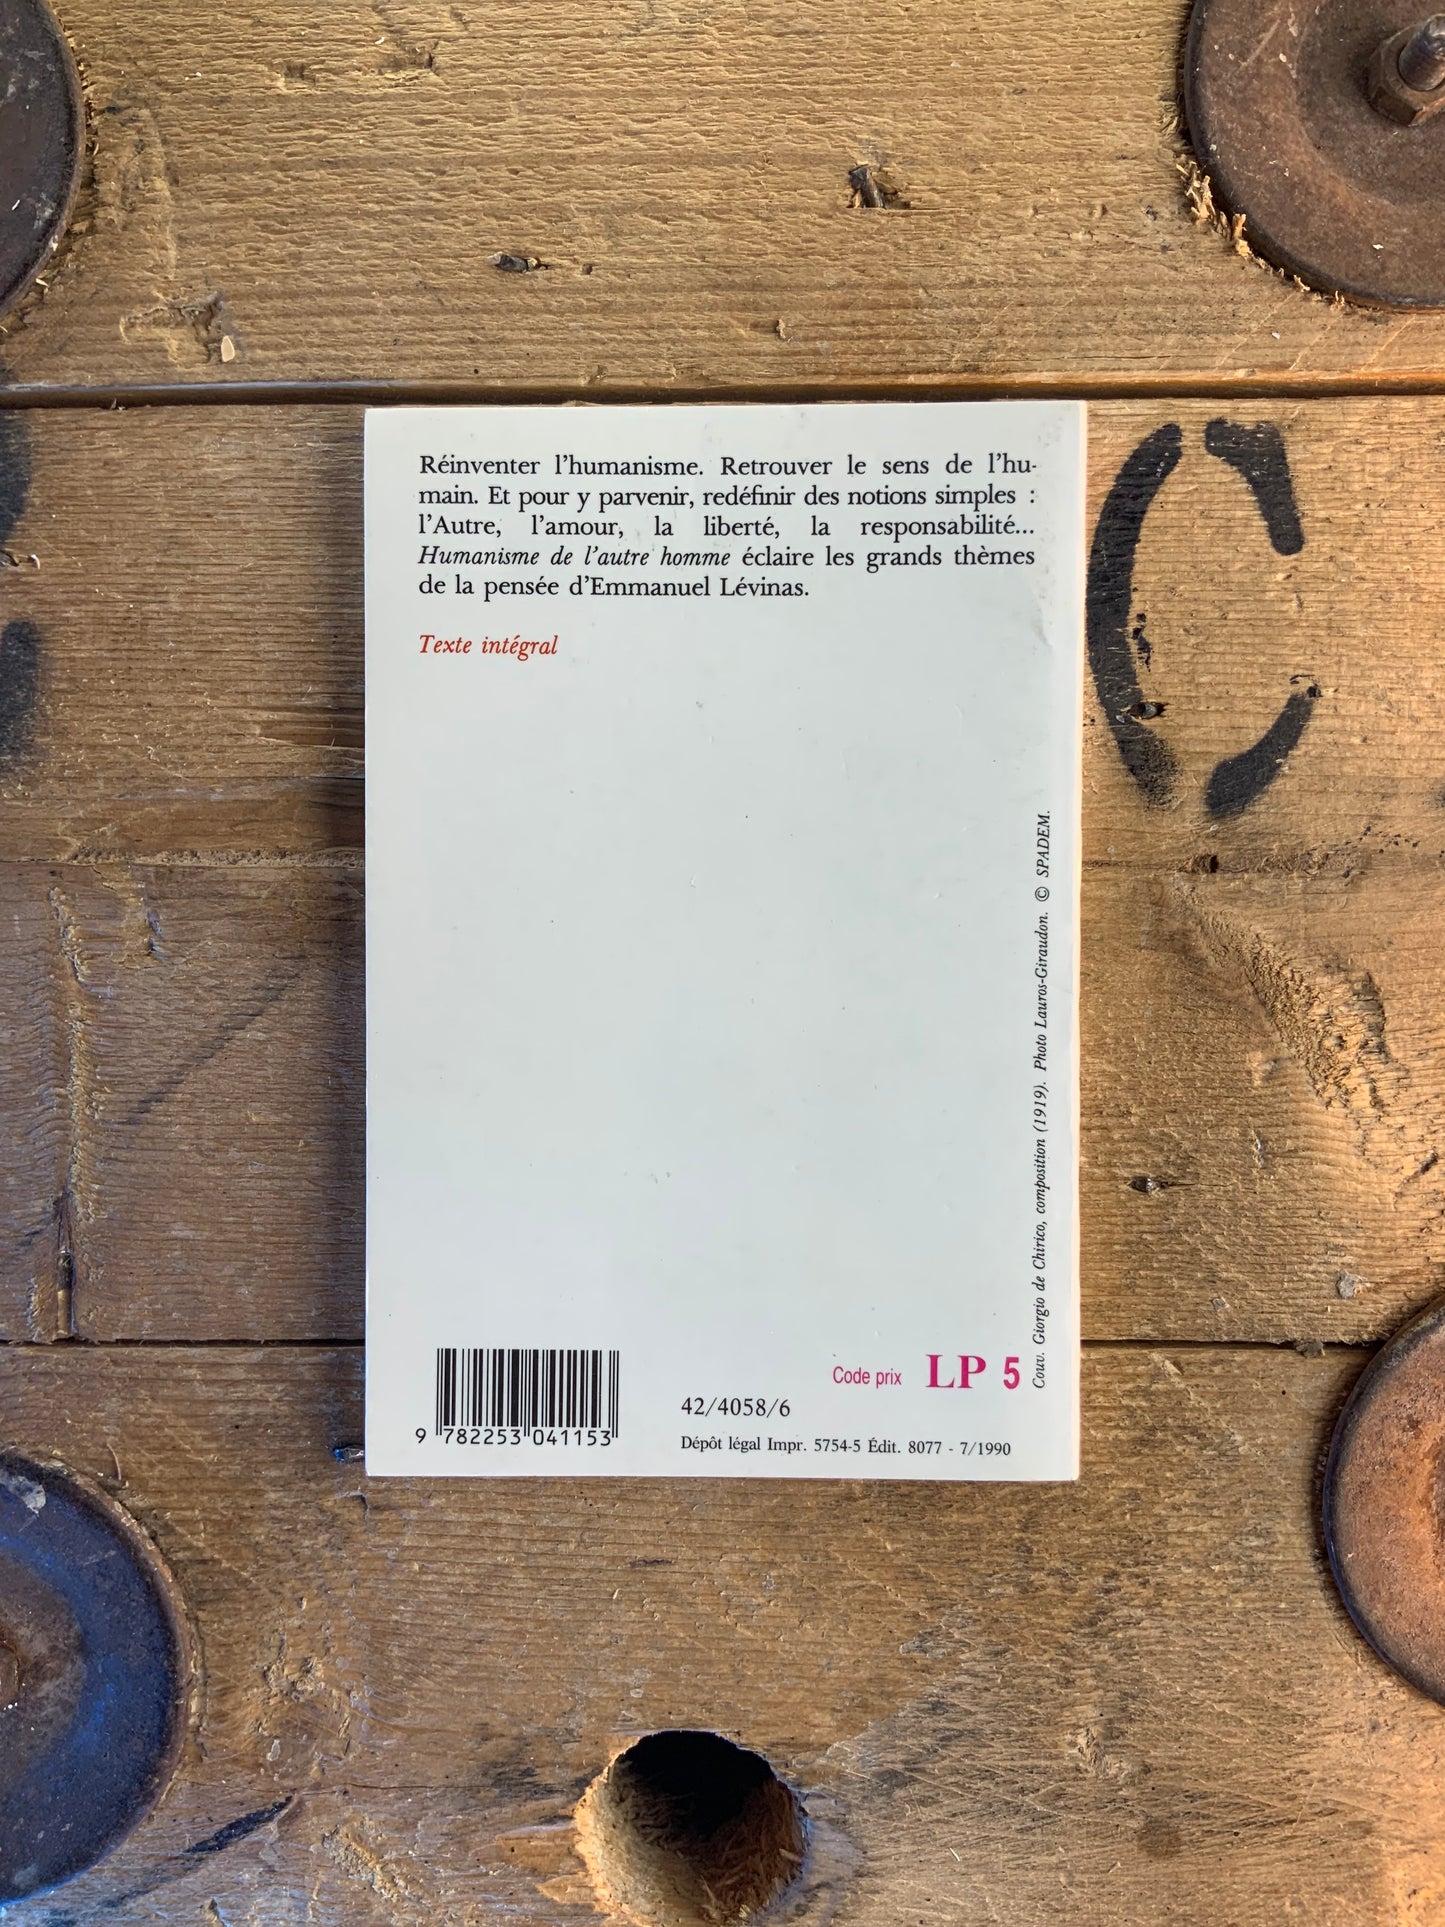 Réinventer l'humanisme. Retrouver le sens de l'hu-
main. Et pour y parvenir, redéfinir des notions simples :
l'Autre, l'amour, la liberté, la responsabilité...
Humanisme de l'autre homme éclaire les grands thèmes
de la pensée d'Emmanuel Lévinas.
Texte intégral
Couv. Giorgio de Chirico, composition (1919). Photo Lauros-Giraudon. © SPADEM.
Code prix LP 5
42/4058/6
9 782253 041153
Dépôt légal Impr. 5754-5 Édit. 8077 - 7/1990
C